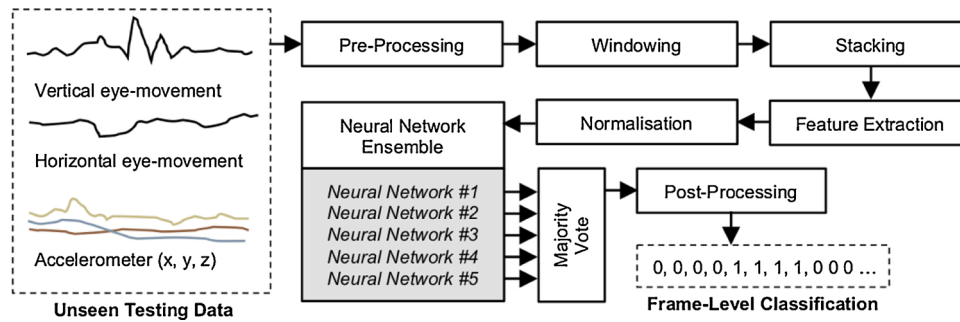 Vertical eye-movement
Horizontal eye-movement
Accelerometer (x, y, z)
Unseen Testing Data
Pre-Processing
Windowing
Stacking
Feature Extraction
Normalisation
Neural Network
Ensemble
Neural Network #1
Neural Network #2
Neural Network #3
Neural Network #4
Neural Network #5
Majority
Vote
Post-Processing
0, 0, 0, 0, 1, 1, 1, 1, 0 0 0 ...
Frame-Level Classification